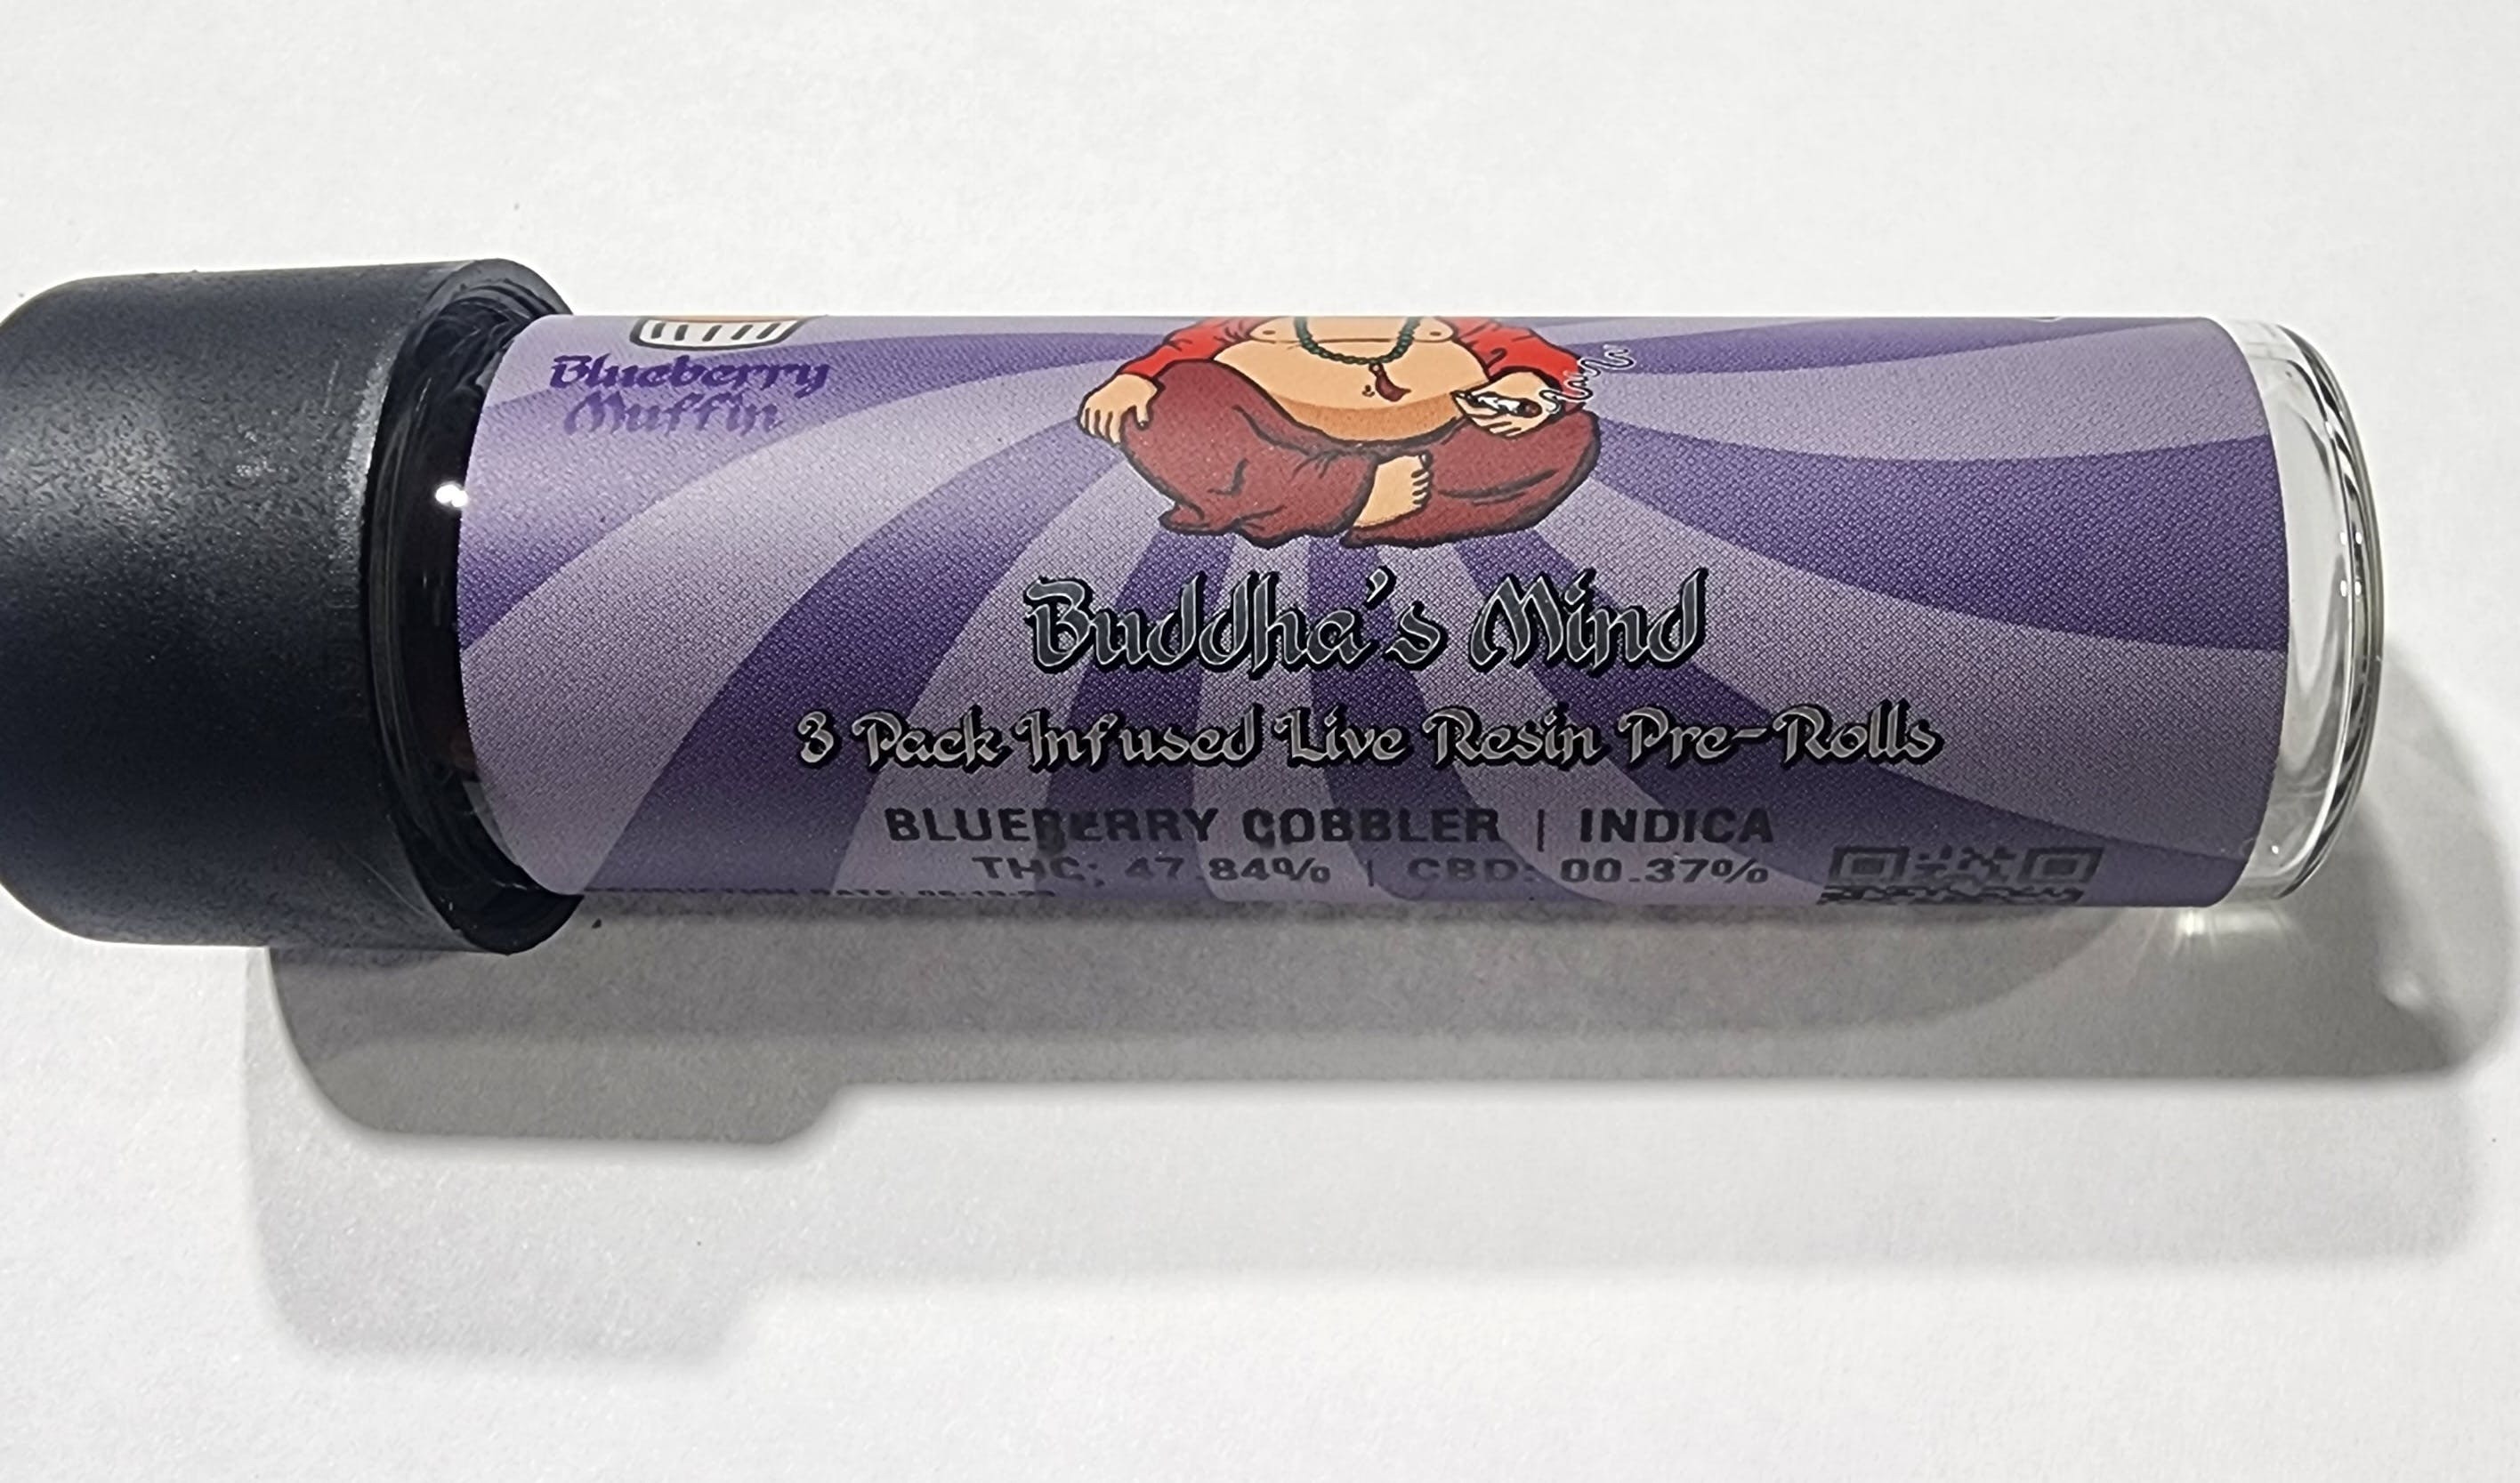 Blueberry
Muffin
Buddha's Mind
3 Pack Infused Live Resin Pre-Rolls
BLUEBERRY COBBLER | INDICA
THC: 47.84% | CBD: 00.37%
DATE: